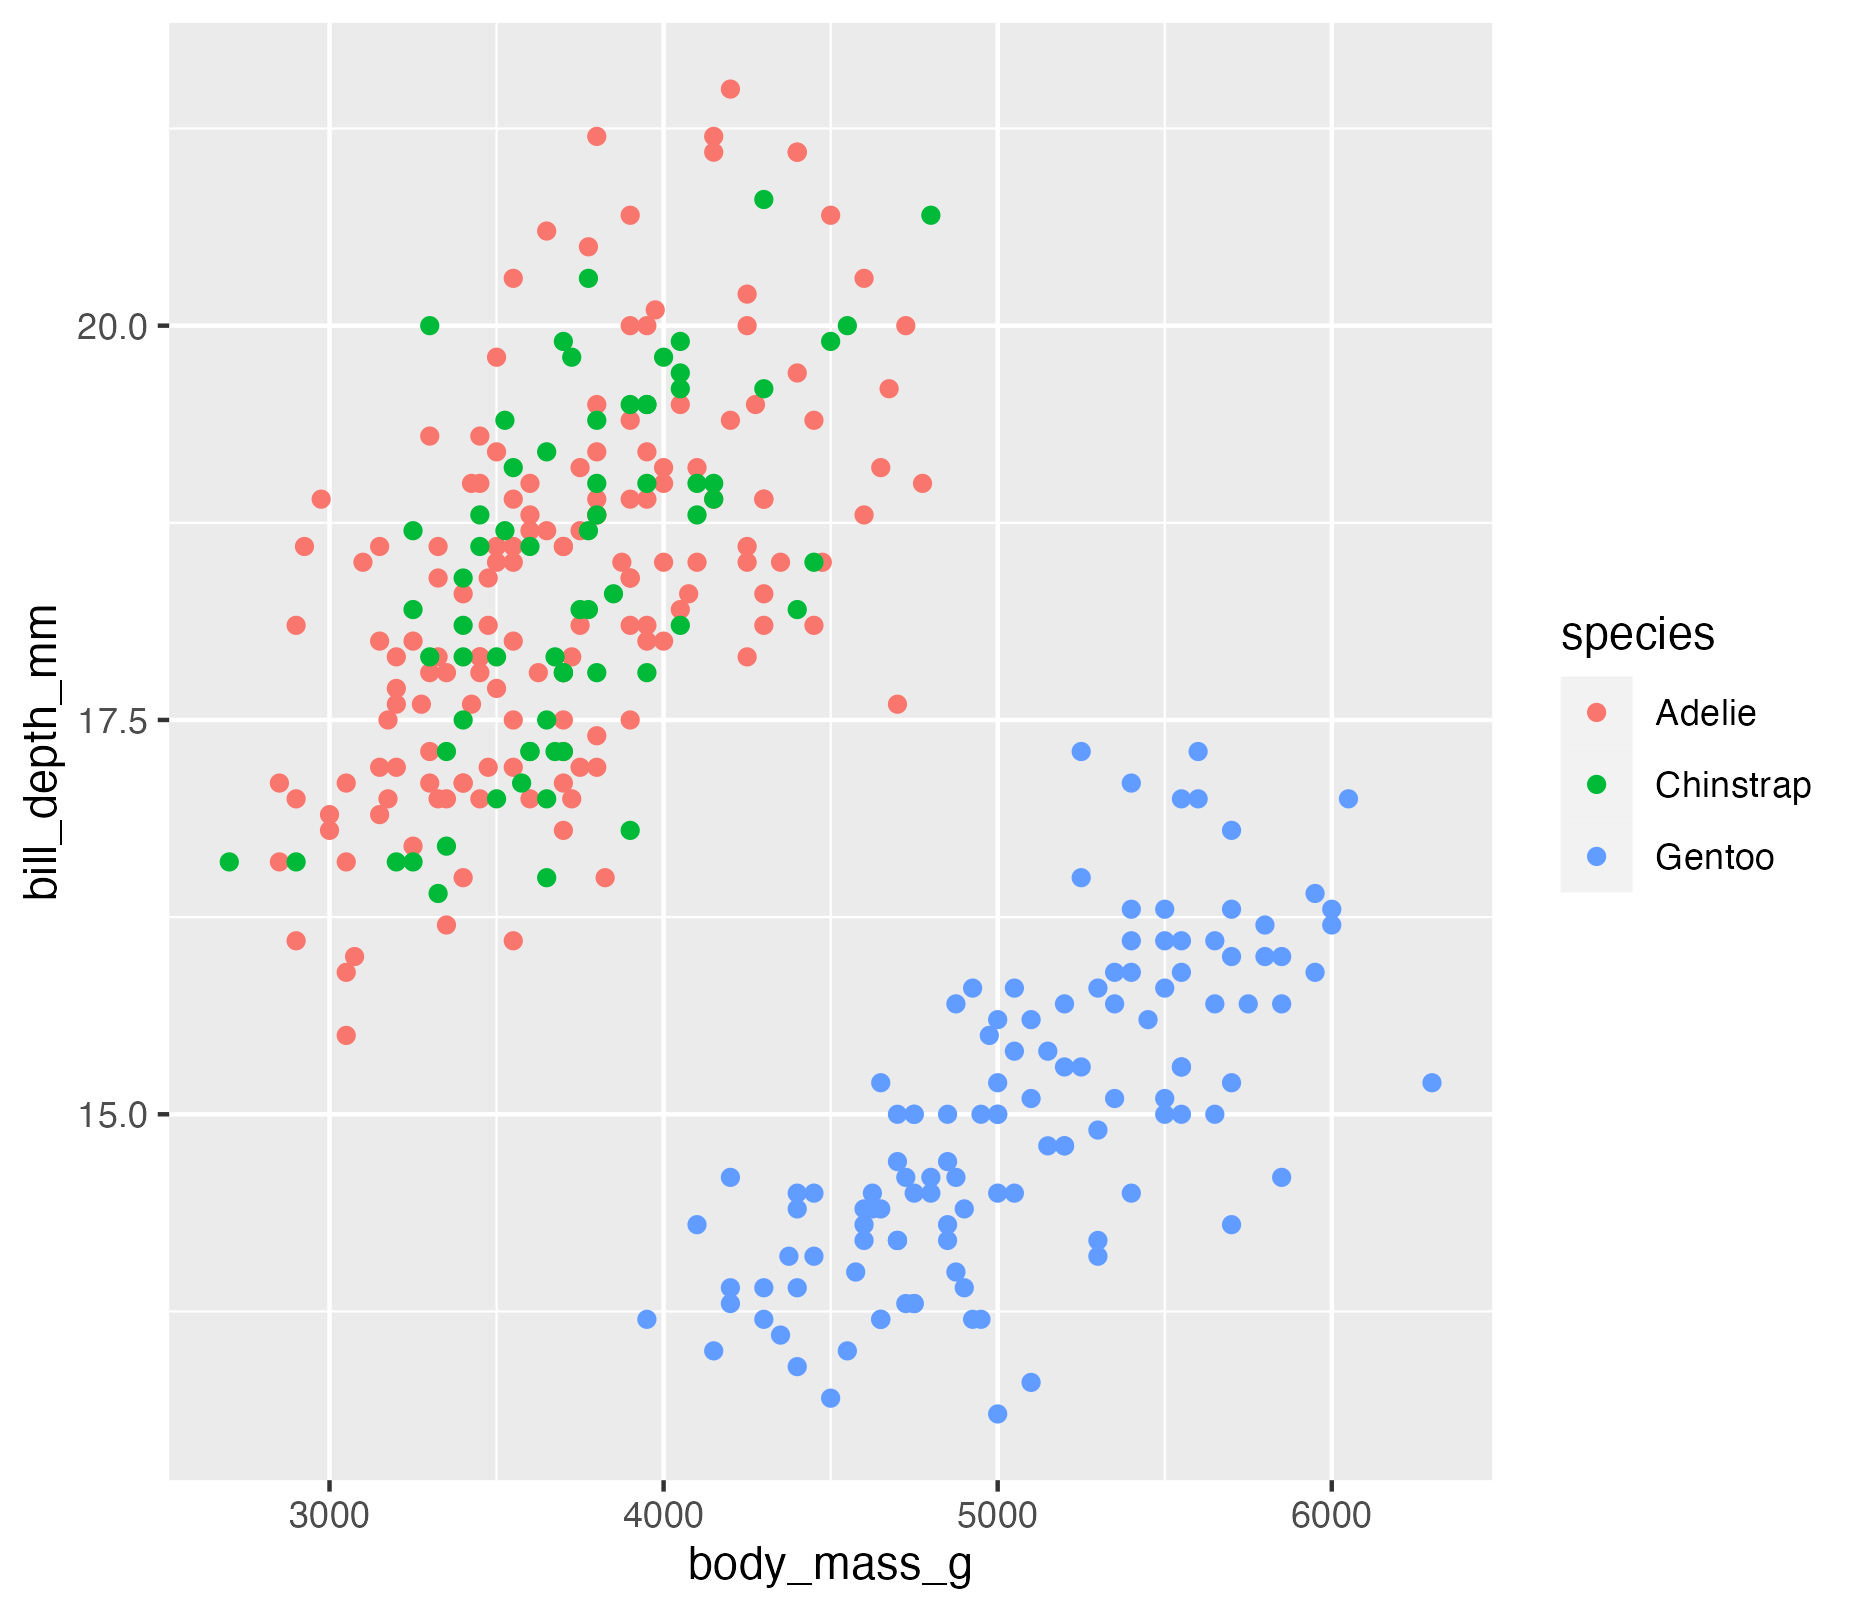 20.0
17.5
15.0
bill_depth_mm
3000 4000 5000 6000
body_mass_g
species
Adelie
Chinstrap
Gentoo